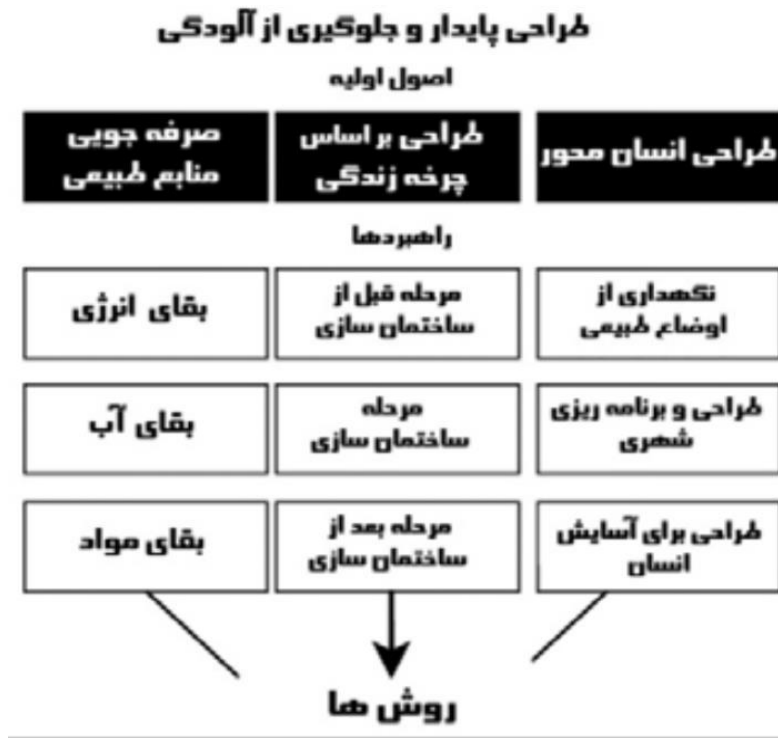 طراحی پایدار و جلوگیری از آلودگی
اصول اولیه
طراحی انسان محور
طراحی بر اساس
چرخه زندگی
صرفه جویی
منابع طبیعی
راهبردها
نگهداری از
اوضاع طبیعی
مرحله قبل از
ساختمان سازی
بقای انرژی
طراحی و برنامه ریزی
شهری
مرحله
ساختمان سازی
بقای آب
طراحی برای آسایش
انسان
مرحله بعد از
ساختمان سازی
بقای مواد
روش ها